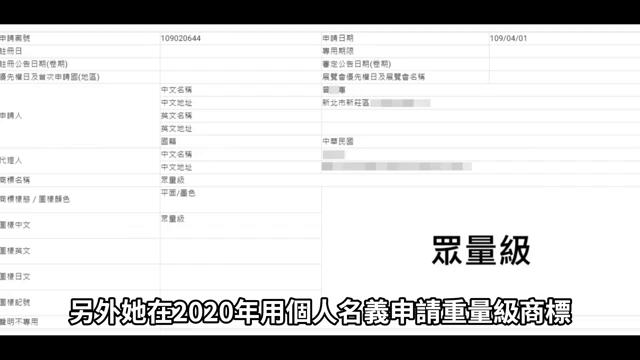 申請案號 109020644 申請日期 109/04/01
註冊日 專用期限
註冊公告日期(卷期) 審定公告日期(卷期)
優先權日及首次申請國(地區) 展覽會優先權日及展覽會名稱
申請人
中文名稱
中文地址 新北市新莊區
英文名稱
英文地址
國籍 中華民國
代理人
中文名稱
中文地址
商標名稱 眾量級
商標樣態 / 圖樣顏色 平面/墨色
圖樣中文 眾量級
圖樣英文
圖樣日文
圖樣記號
聲明不專用
眾量級
另外她在2020年用個人名義申請重量級商標